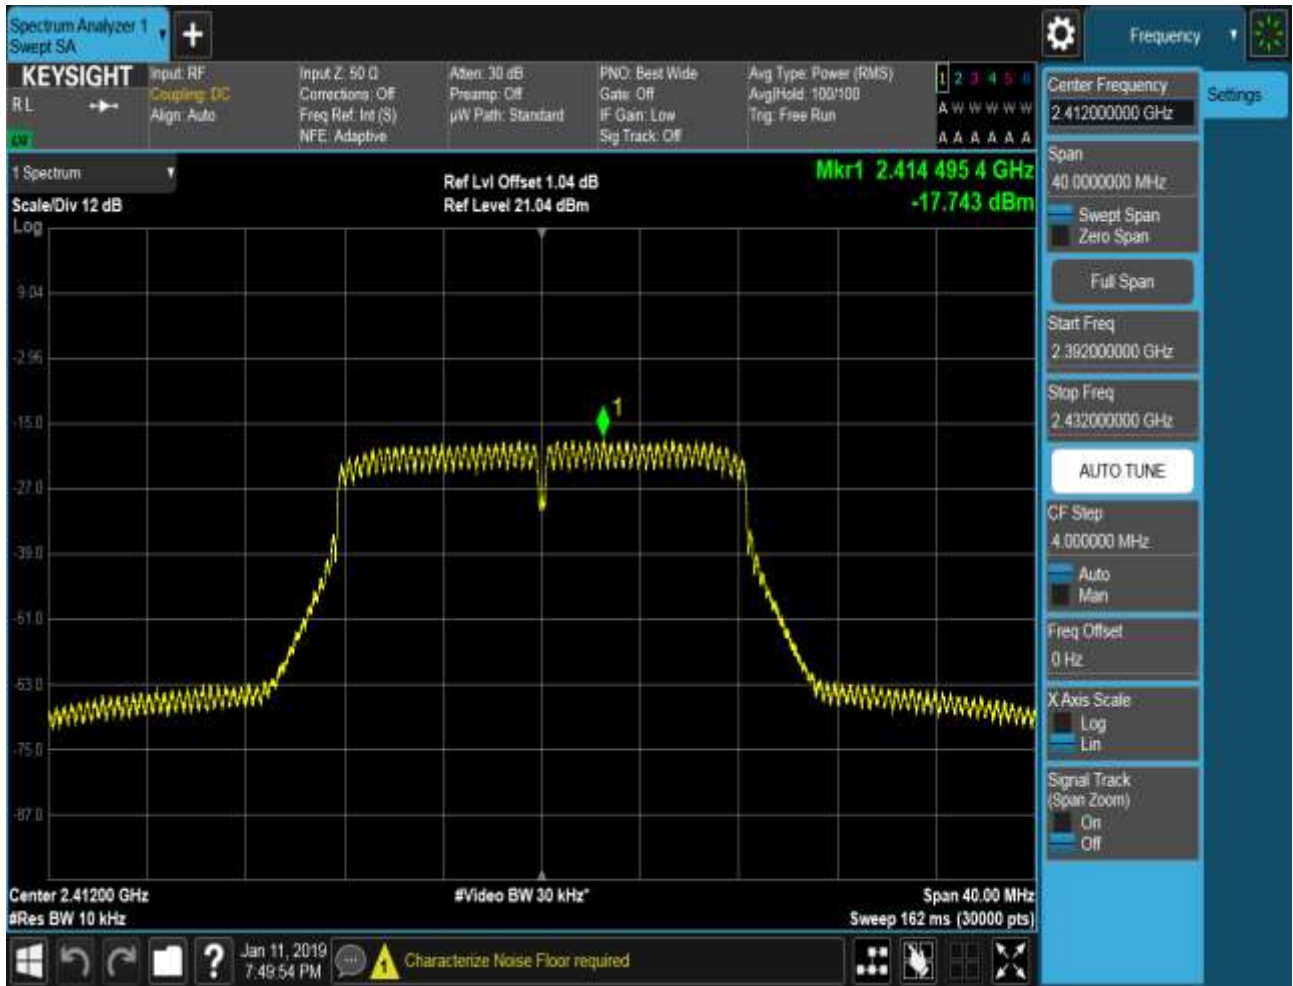 Spectrum Analyzer 1
Swept SA
+
Frequency
KEYSIGHT
R L
Input: RF
Coupling: DC
Align: Auto
Input Z: 50 Ω
Corrections: Off
Freq Ref: Int (S)
NFE: Adaptive
Atten: 30 dB
Preamp: Off
µW Path: Standard
PNO: Best Wide
Gate: Off
IF Gain: Low
Sig Track: Off
Avg Type: Power (RMS)
Avg|Hold: 100/100
Trig: Free Run
1 2 3 4 5 6
A W W W W W
A A A A A A
1 Spectrum
Scale/Div 12 dB
Ref Lvl Offset 1.04 dB
Ref Level 21.04 dBm
Mkr1 2.414 495 4 GHz
-17.743 dBm
Log
9.04
-2.96
-15.0
-27.0
-39.0
-51.0
-63.0
-75.0
-87.0
1
Center 2.41200 GHz
#Res BW 10 kHz
#Video BW 30 kHz*
Span 40.00 MHz
Sweep 162 ms (30000 pts)
Center Frequency
2.412000000 GHz
Settings
Span
40.0000000 MHz
Swept Span
Zero Span
Full Span
Start Freq
2.392000000 GHz
Stop Freq
2.432000000 GHz
AUTO TUNE
CF Step
4.000000 MHz
Auto
Man
Freq Offset
0 Hz
X Axis Scale
Log
Lin
Signal Track
(Span Zoom)
On
Off
?
Jan 11, 2019
7:49:54 PM
1
Characterize Noise Floor required